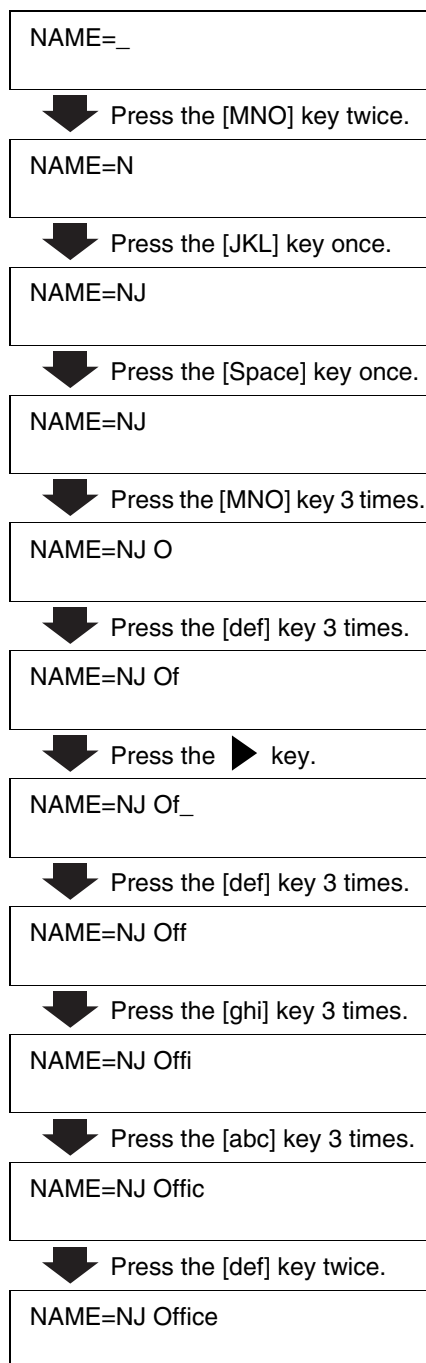 NAME=_
Press the [MNO] key twice.
NAME=N
Press the [JKL] key once.
NAME=NJ
Press the [Space] key once.
NAME=NJ
Press the [MNO] key 3 times.
NAME=NJ O
Press the [def] key 3 times.
NAME=NJ Of
Press the ▶ key.
NAME=NJ Of_
Press the [def] key 3 times.
NAME=NJ Off
Press the [ghi] key 3 times.
NAME=NJ Offi
Press the [abc] key 3 times.
NAME=NJ Offic
Press the [def] key twice.
NAME=NJ Office